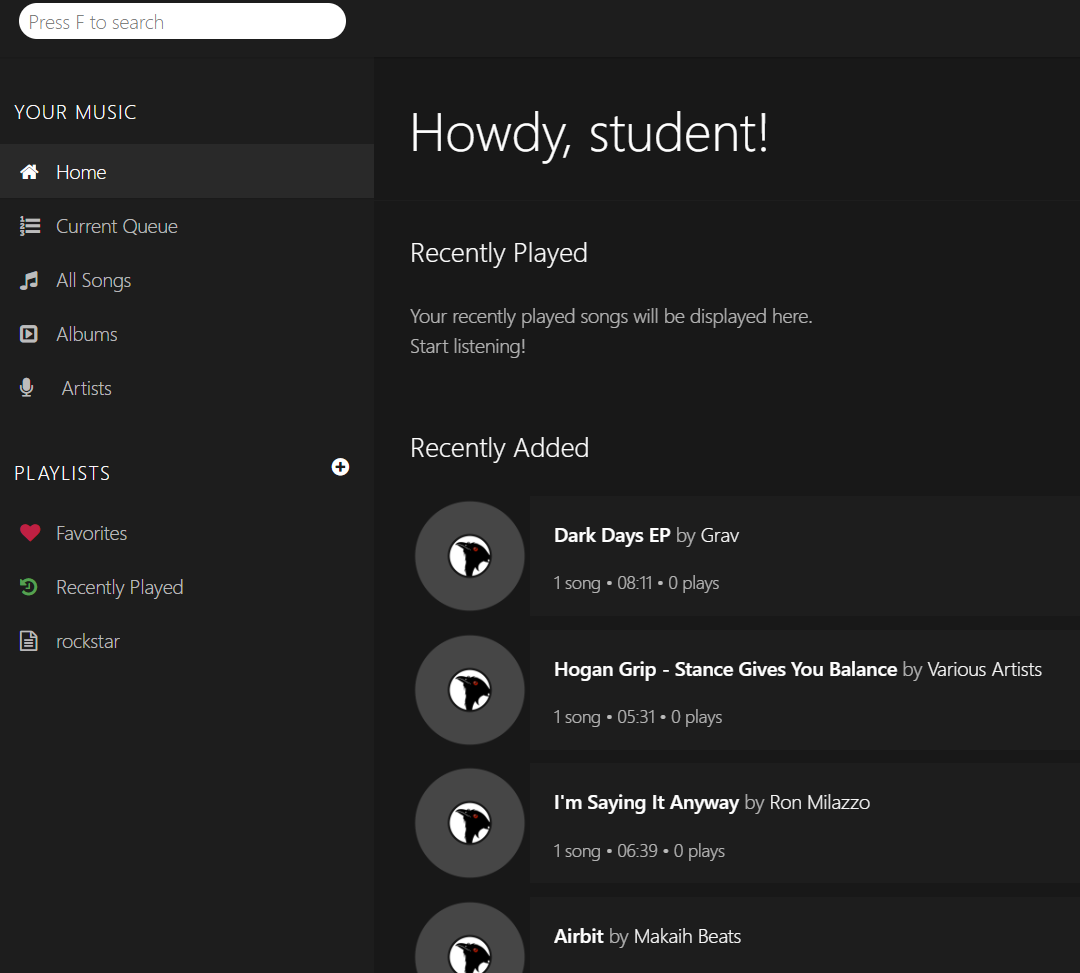 Press F to search
YOUR MUSIC
Home
Current Queue
All Songs
Albums
Artists
PLAYLISTS
Favorites
Recently Played
rockstar
Howdy, student!
Recently Played
Your recently played songs will be displayed here.
Start listening!
Recently Added
Dark Days EP by Grav
1 song • 08:11 • 0 plays
Hogan Grip - Stance Gives You Balance by Various Artists
1 song • 05:31 • 0 plays
I'm Saying It Anyway by Ron Milazzo
1 song • 06:39 • 0 plays
Airbit by Makaih Beats